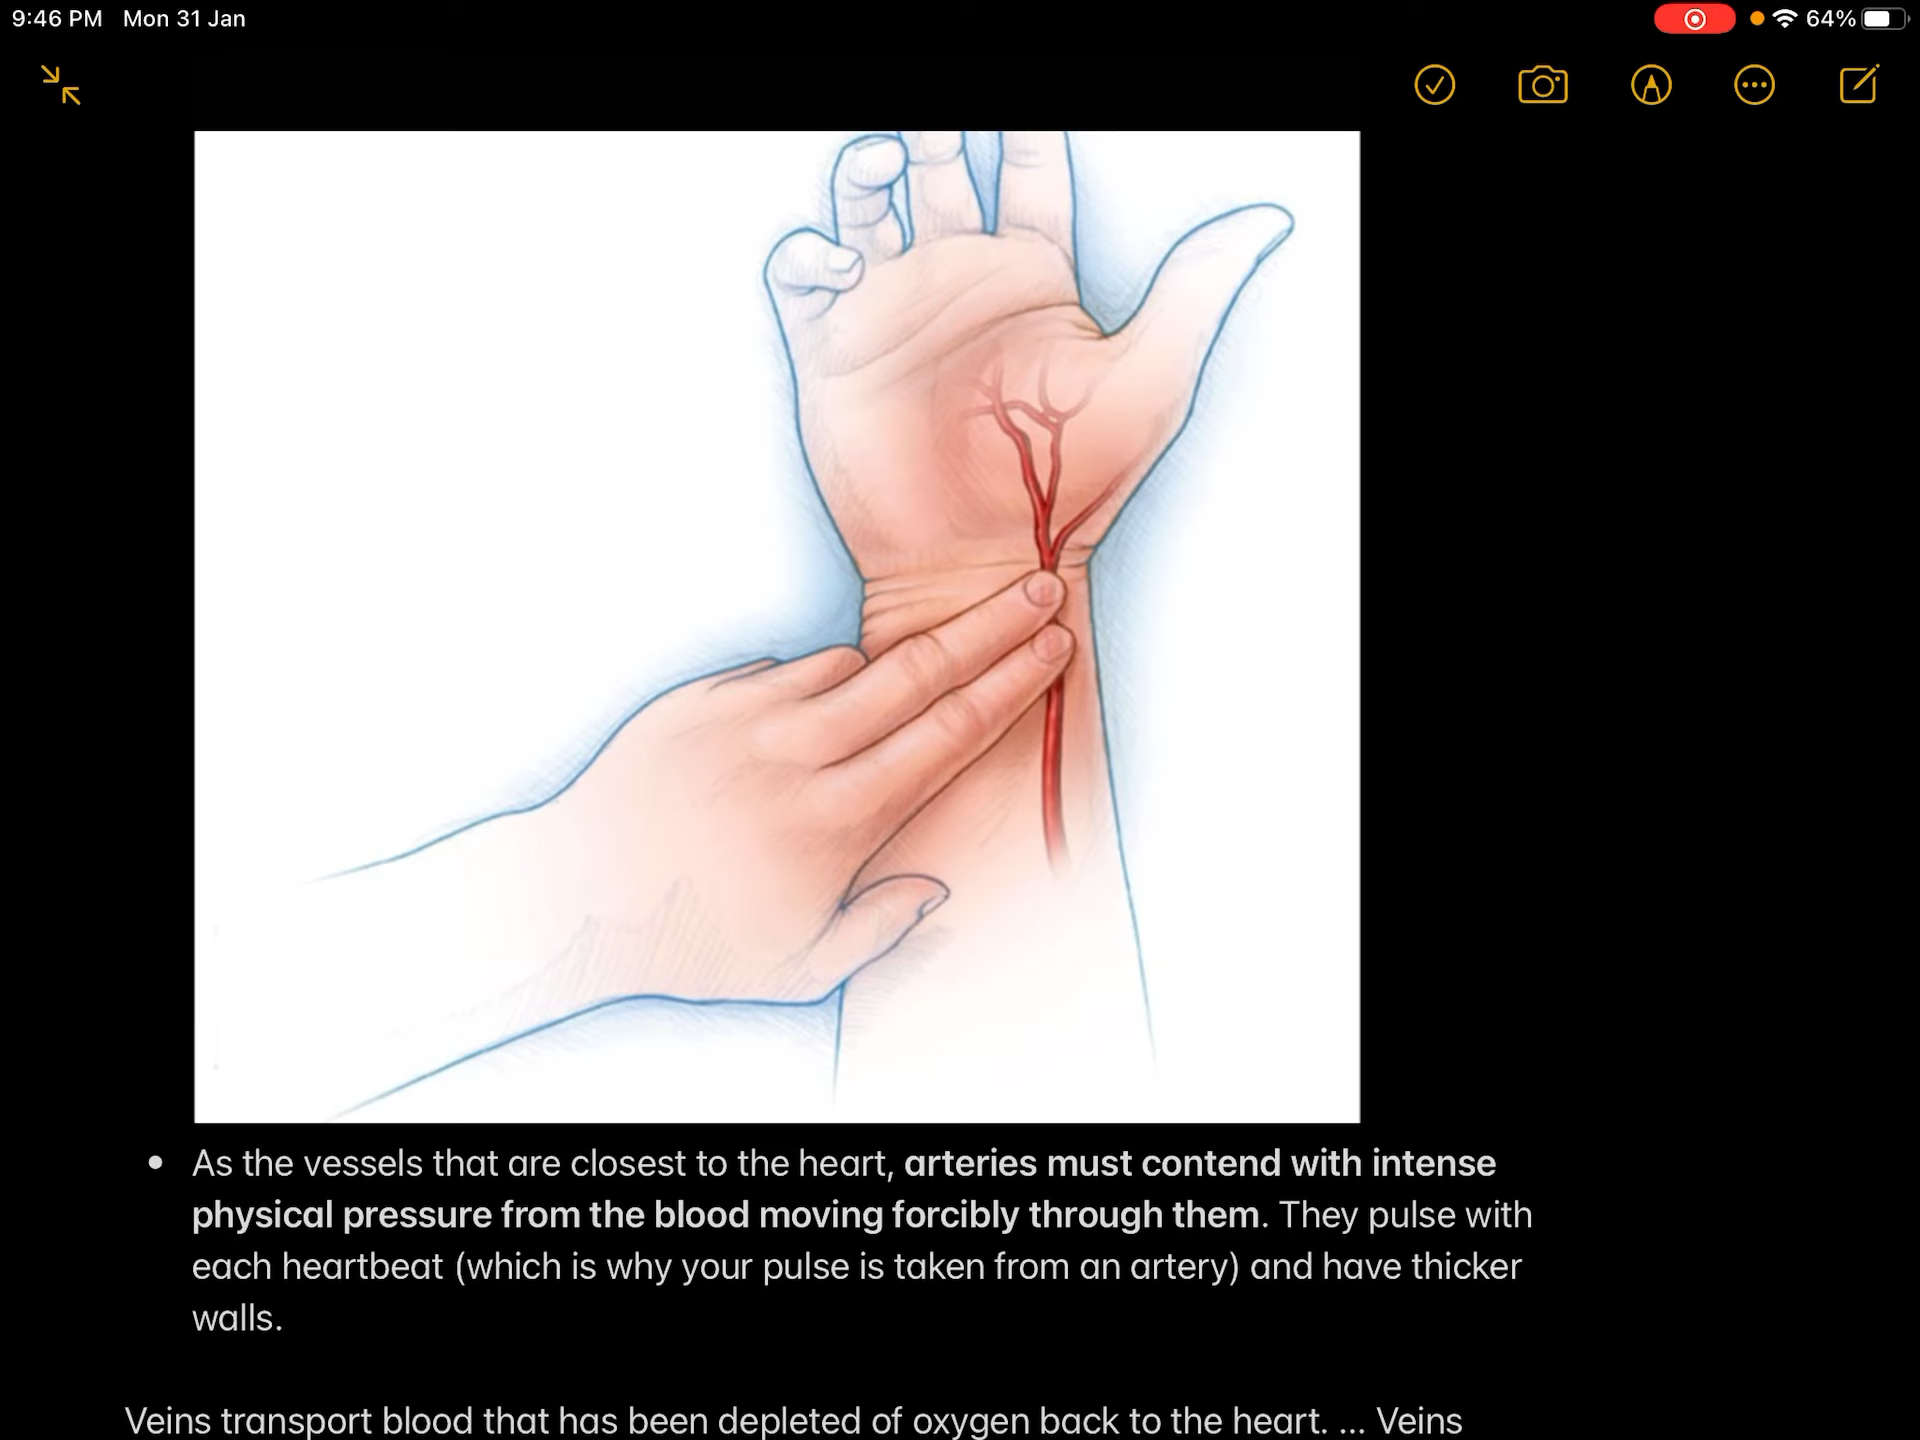 9:46 PM Mon 31 Jan
64%
• As the vessels that are closest to the heart, arteries must contend with intense
physical pressure from the blood moving forcibly through them. They pulse with
each heartbeat (which is why your pulse is taken from an artery) and have thicker
walls.
Veins transport blood that has been depleted of oxygen back to the heart. ... Veins